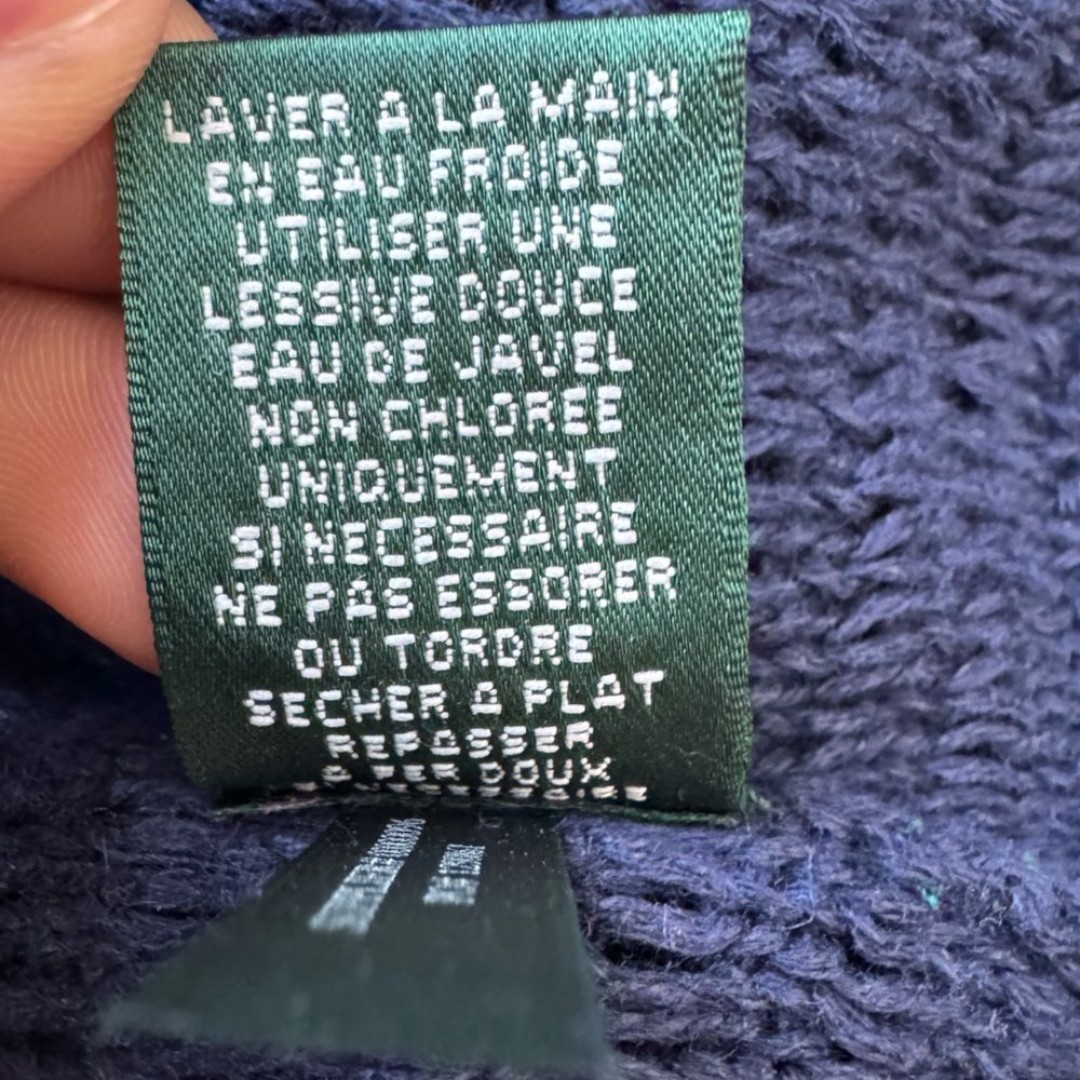 LAVER A LA MAIN
EN EAU FROIDE
UTILISER UNE
LESSIVE DOUCE
EAU DE JAVEL
NON CHLORÉE
UNIQUEMENT
SI NECESSAIRE
NE PAS ESSORER
OU TORDRE
SECHER A PLAT
REPASSER
A FER DOUX